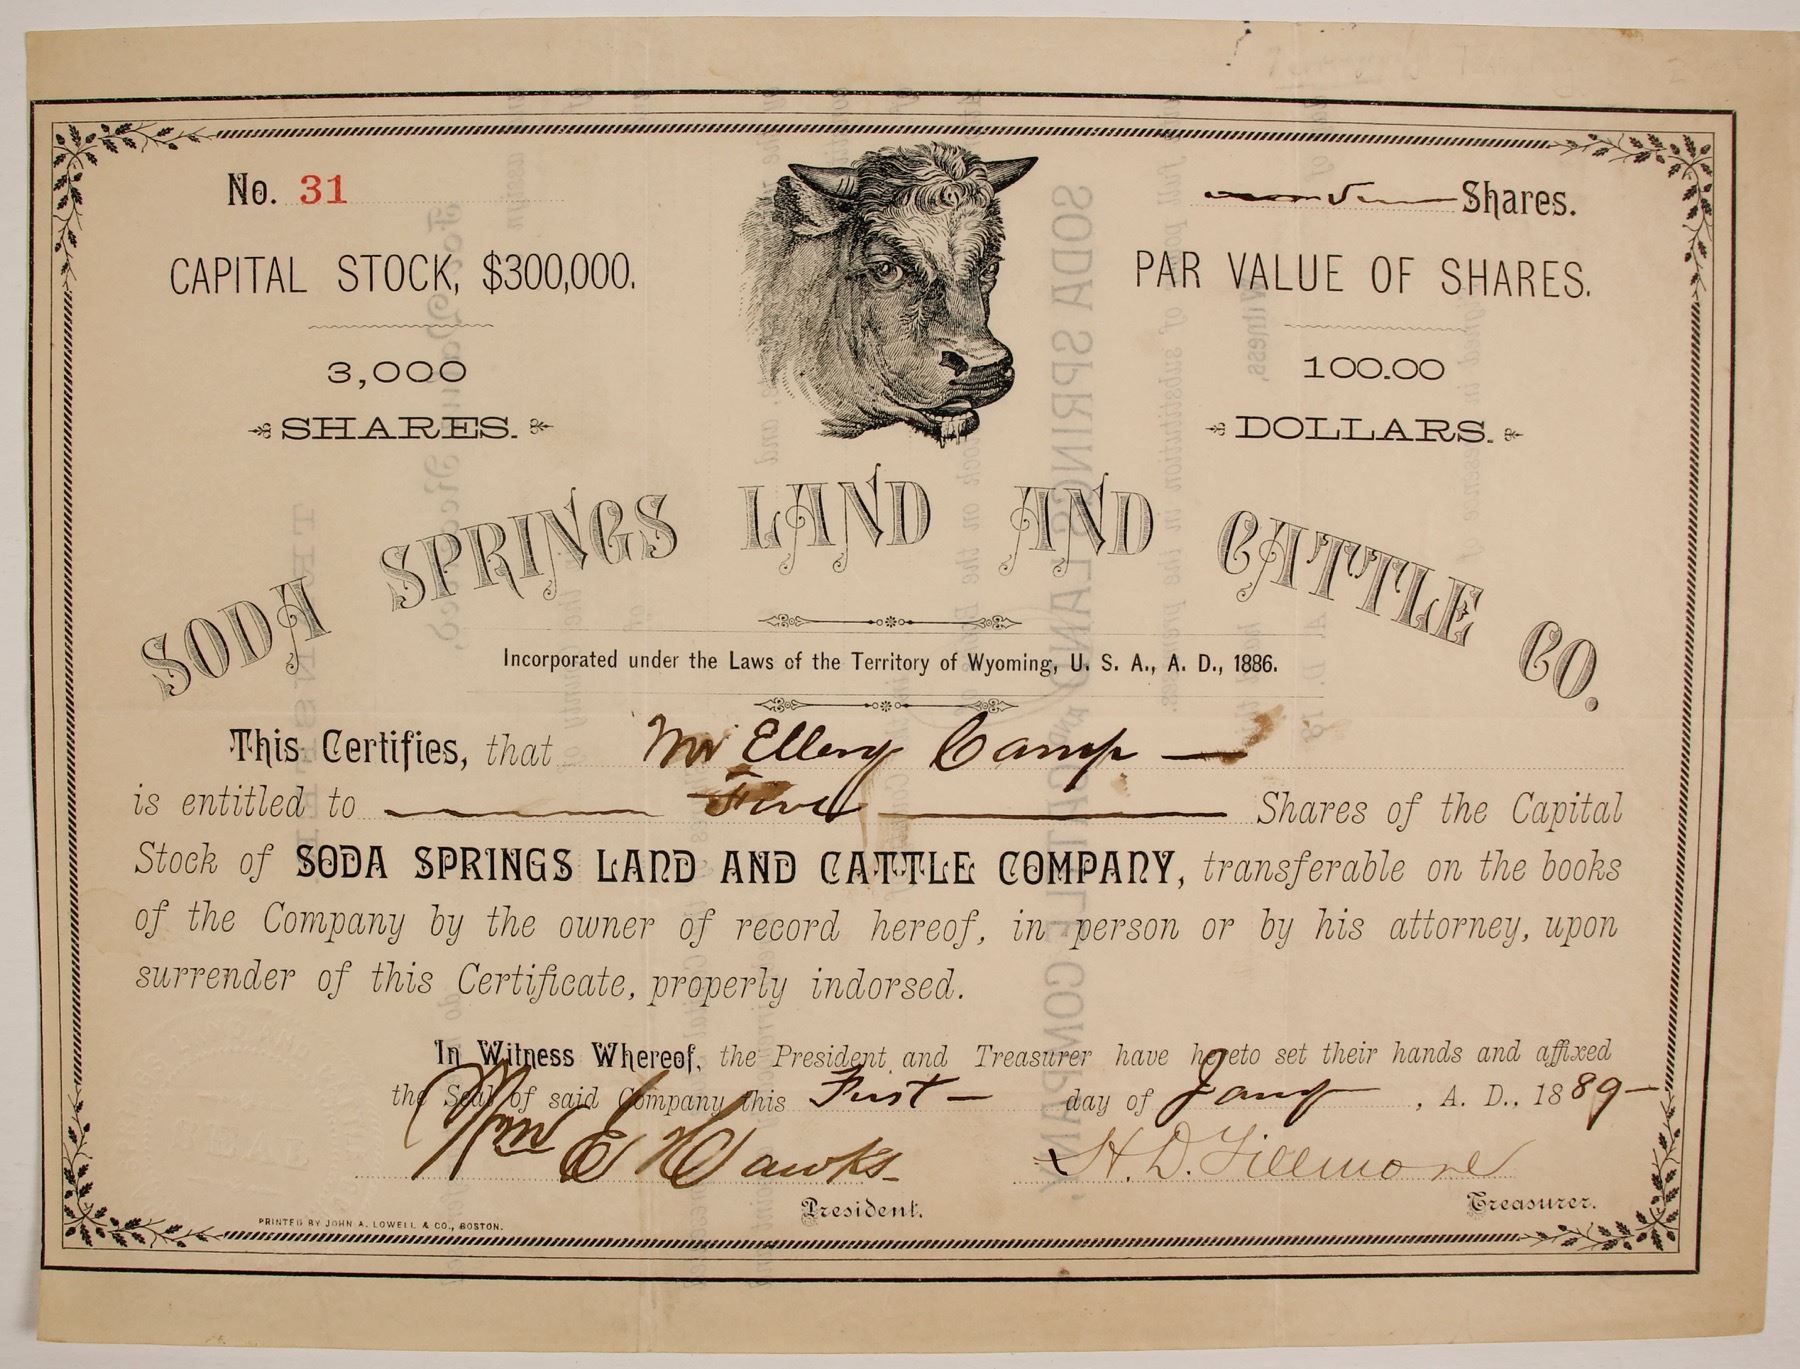 No. 31
5 Shares.
CAPITAL STOCK, $300,000.
PAR VALUE OF SHARES.
3,000
100.00
SHARES.
DOLLARS.
SODA SPRINGS LAND AND CATTLE CO.
Incorporated under the Laws of the Territory of Wyoming, U. S. A., A. D., 1886.
This Certifies, that Mr Ellery Camp
is entitled to Five Shares of the Capital
Stock of SODA SPRINGS LAND AND CATTLE COMPANY, transferable on the books
of the Company by the owner of record hereof, in person or by his attorney, upon
surrender of this Certificate, properly indorsed.
In Witness Whereof, the President and Treasurer have hereto set their hands and affixed
the Seal of said Company this First day of Jany, A. D., 1889
Wm E Hawks
H. D. Fillmore
President.
Treasurer.
PRINTED BY JOHN A. LOWELL & CO., BOSTON.